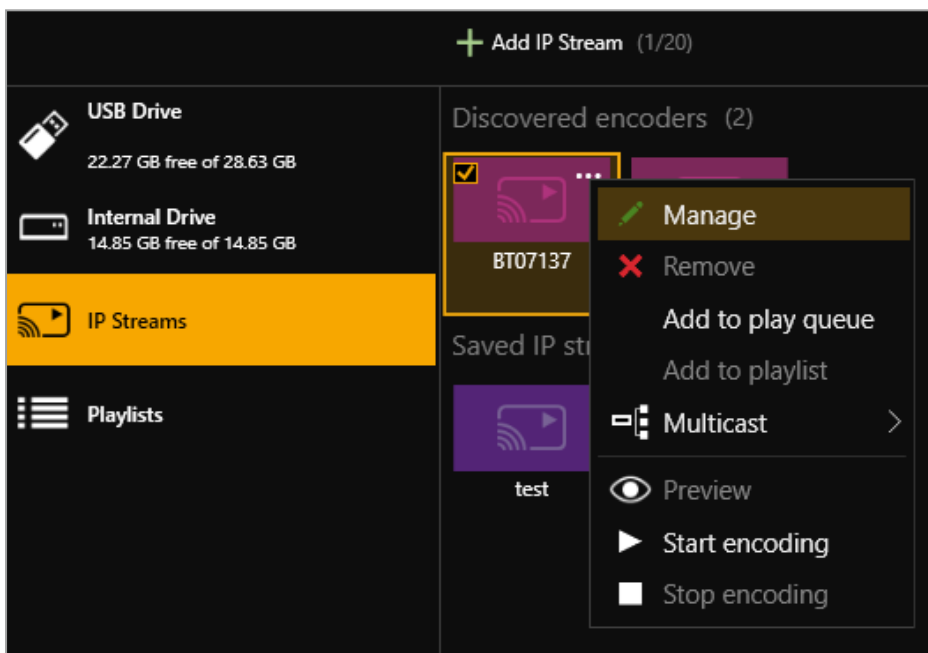 Add IP Stream (1/20)
USB Drive
22.27 GB free of 28.63 GB
Internal Drive
14.85 GB free of 14.85 GB
IP Streams
Playlists
Discovered encoders (2)
BT07137
Saved IP str
test
Manage
Remove
Add to play queue
Add to playlist
Multicast
Preview
Start encoding
Stop encoding